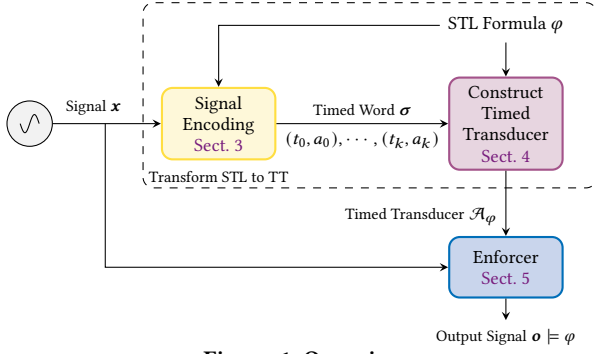 STL Formula φ
Signal x
Signal
Encoding
Sect. 3
Timed Word σ
(t₀, a₀), · · · , (tₖ, aₖ)
Construct
Timed
Transducer
Sect. 4
Transform STL to TT
Timed Transducer 𝒜φ
Enforcer
Sect. 5
Output Signal o ⊨ φ